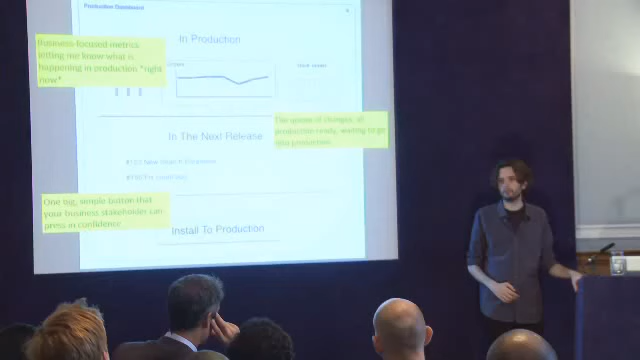 Production Dashboard
In Production
Business-focused metrics
letting me know what is
happening in production *right
now*
The queue of changes, all
production ready, waiting to go
into production
In The Next Release
One big, simple button that
your business stakeholder can
press in confidence
Install To Production